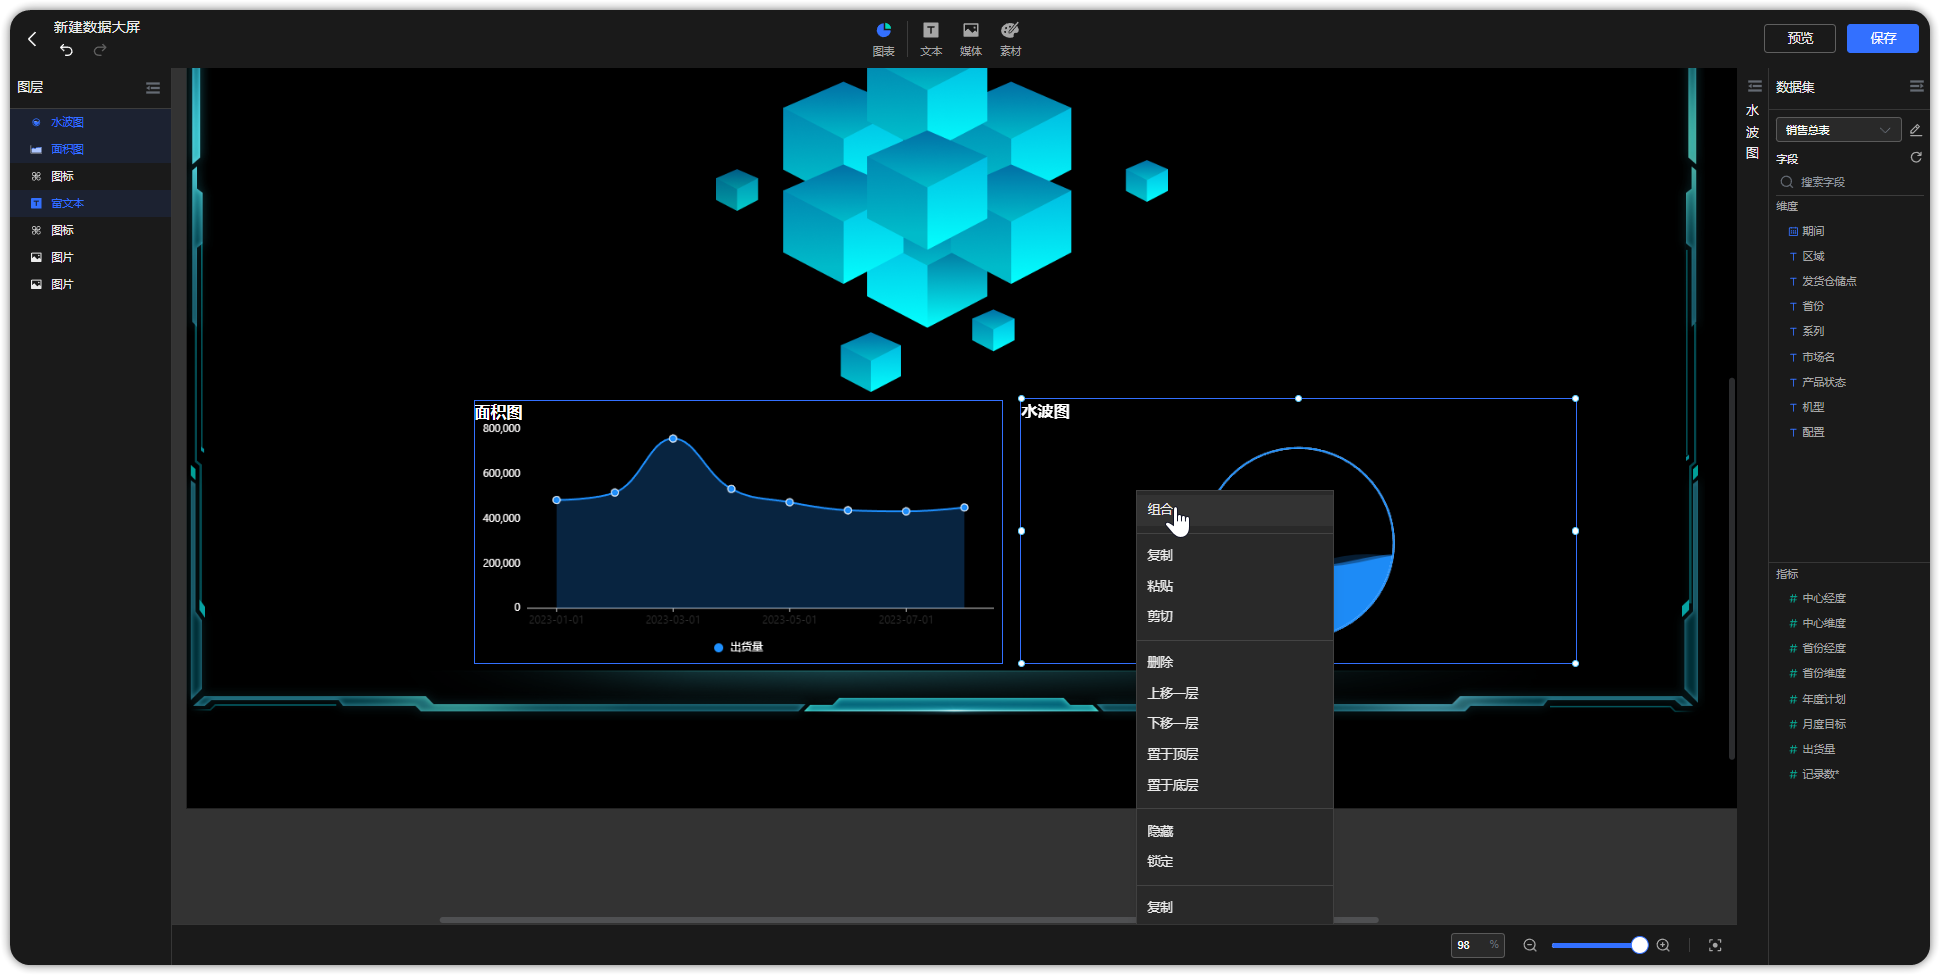 新建数据大屏
图表
文本
媒体
素材
预览
保存
图层
水波图
面积图
图标
富文本
图标
图片
图片
面积图
800,000
600,000
400,000
200,000
0
2023-01-01
2023-03-01
2023-05-01
2023-07-01
出货量
水波图
组合
复制
粘贴
剪切
删除
上移一层
下移一层
置于顶层
置于底层
隐藏
锁定
复制
98 %
水波图
数据集
销售总表
字段
搜索字段
维度
期间
区域
发货仓储点
省份
系列
市场名
产品状态
机型
配置
指标
# 中心经度
# 中心维度
# 省份经度
# 省份维度
# 年度计划
# 月度目标
# 出货量
# 记录数*